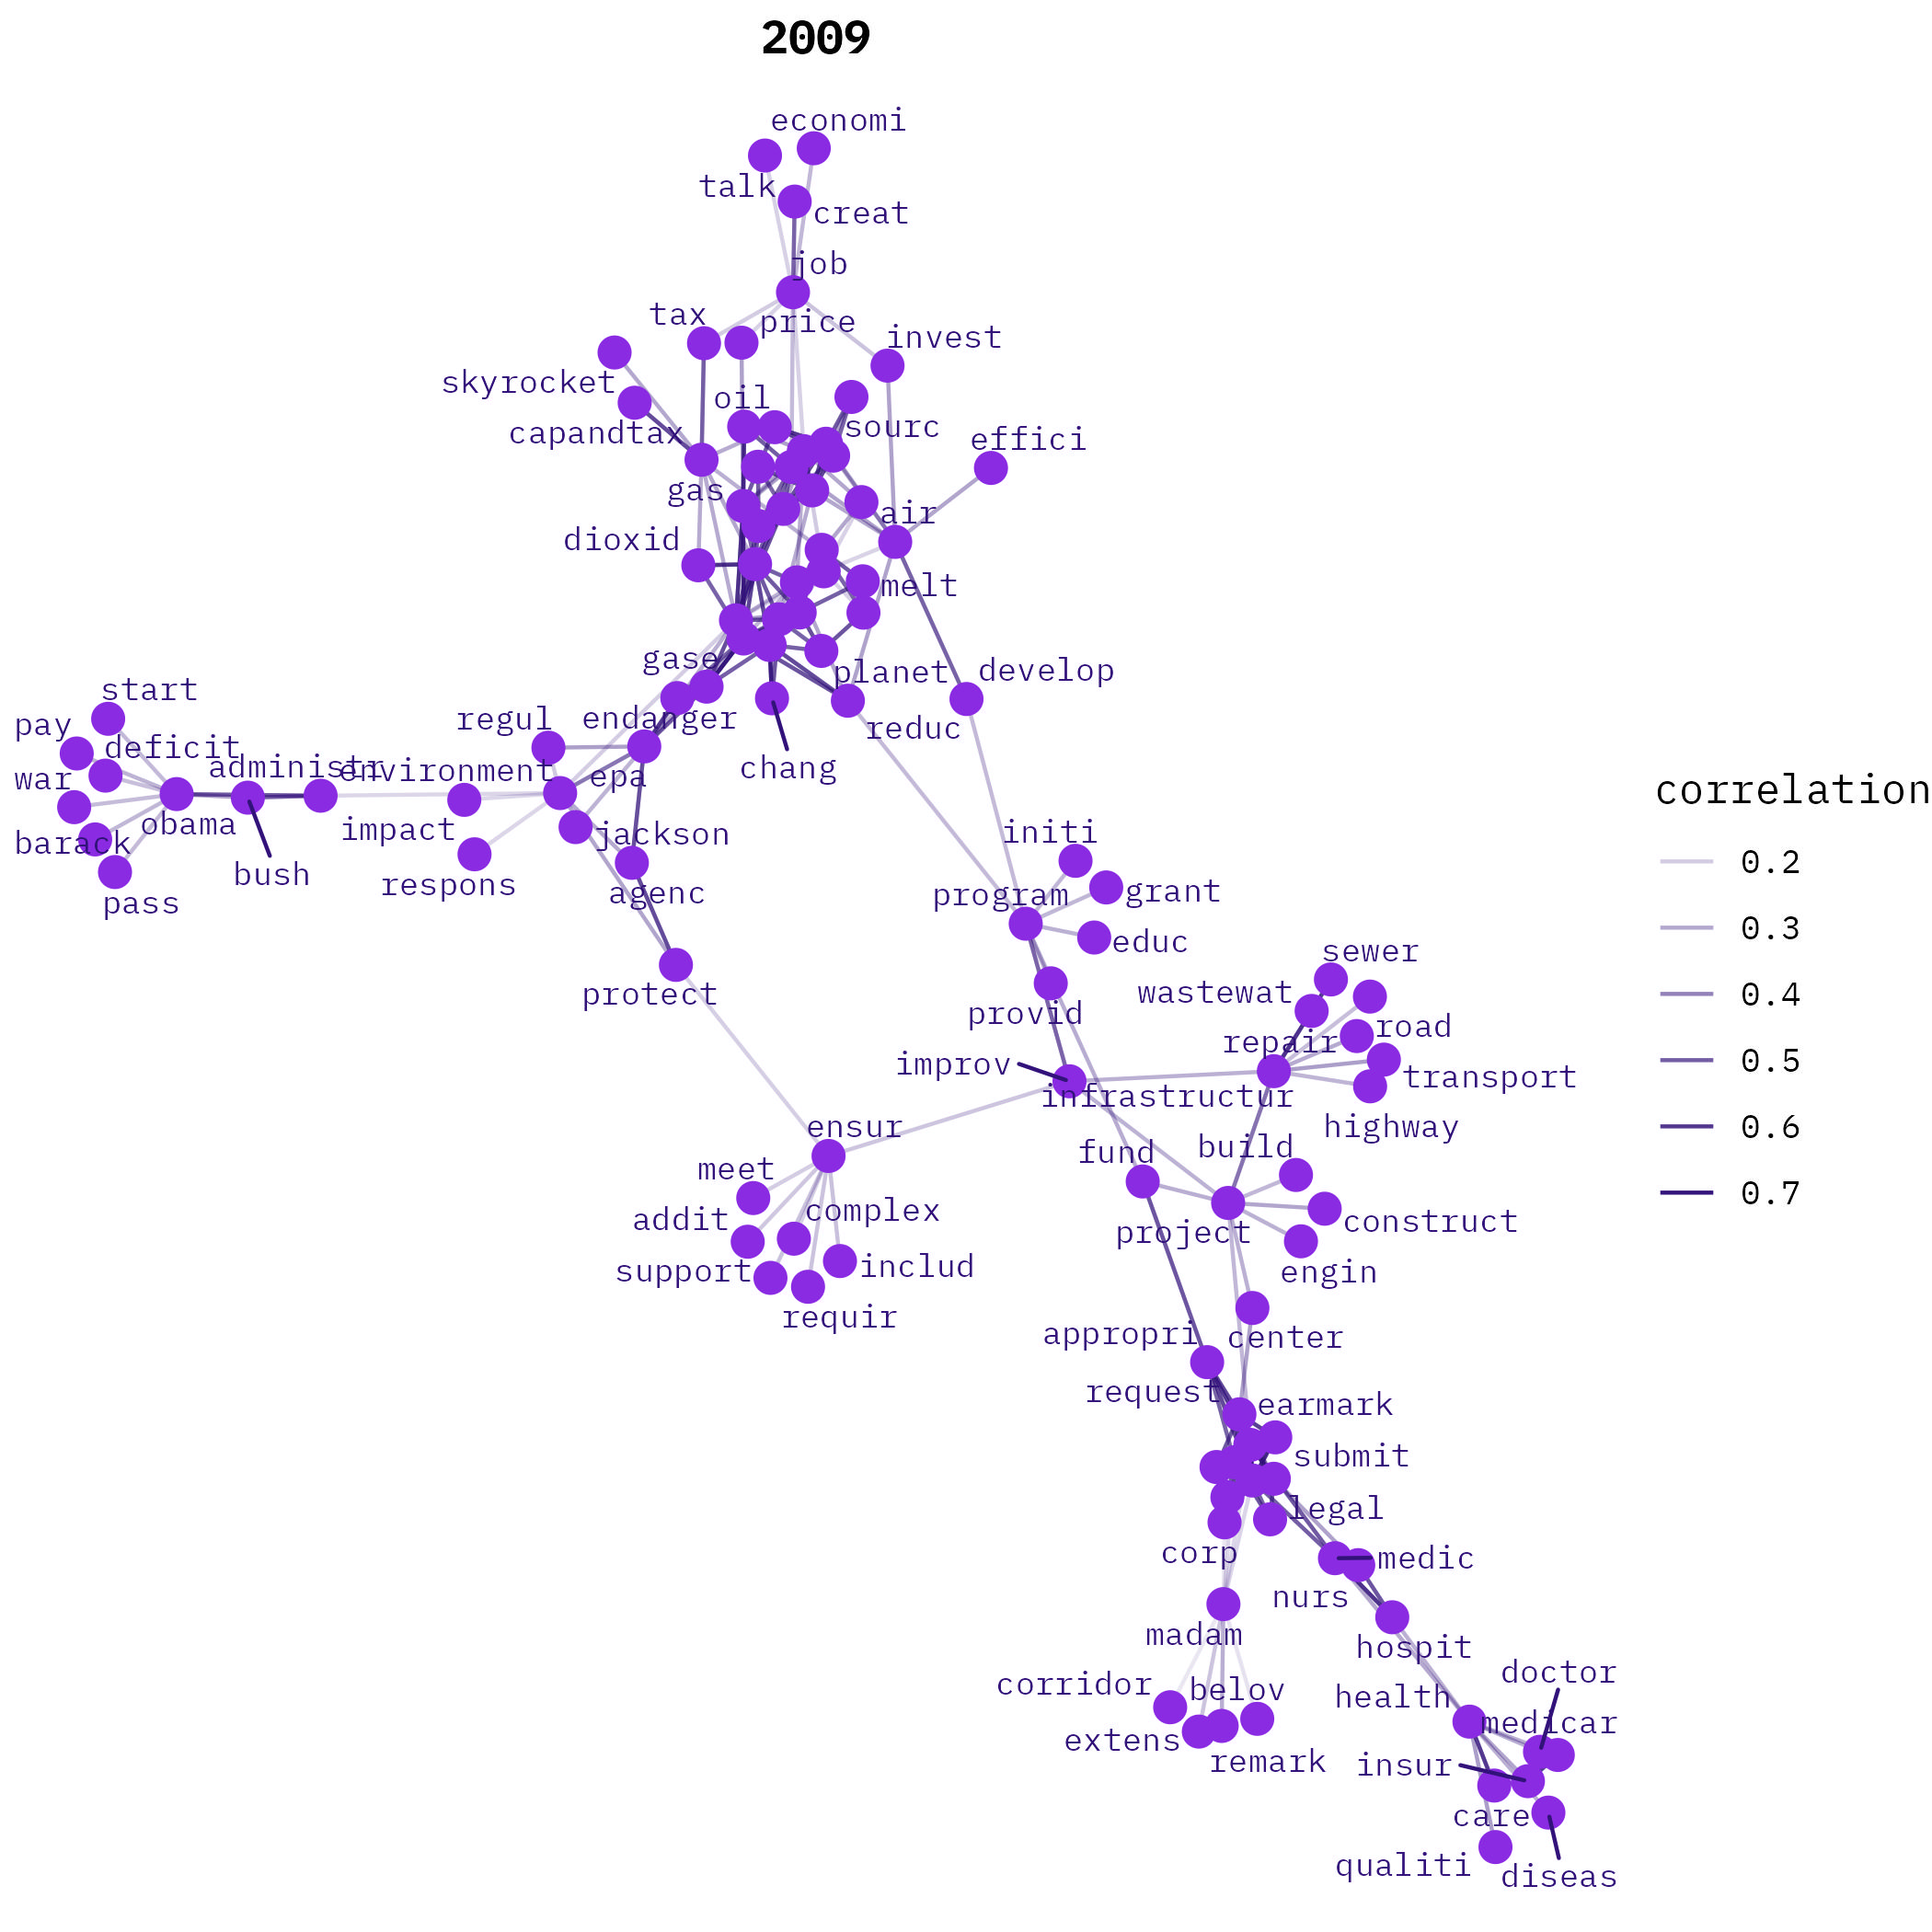 2009
economi
talk
creat
job
tax
price
invest
skyrocket
oil
capandtax
sourc
effici
gas
air
dioxid
melt
gase
planet
develop
start
regul
endanger
reduc
pay
deficit
chang
war
administr
environment
epa
correlation
barack
obama
impact
jackson
initi
0.2
bush
respons
agenc
program
grant
pass
educ
0.3
protect
sewer
wastewat
0.4
provid
repair
road
improv
0.5
transport
infrastructur
ensur
highway
0.6
meet
fund
build
0.7
addit
complex
project
construct
support
includ
engin
requir
appropri
center
request
earmark
submit
legal
corp
medic
nurs
madam
hospit
corridor
belov
health
doctor
extens
medicar
remark
insur
care
qualiti
diseas